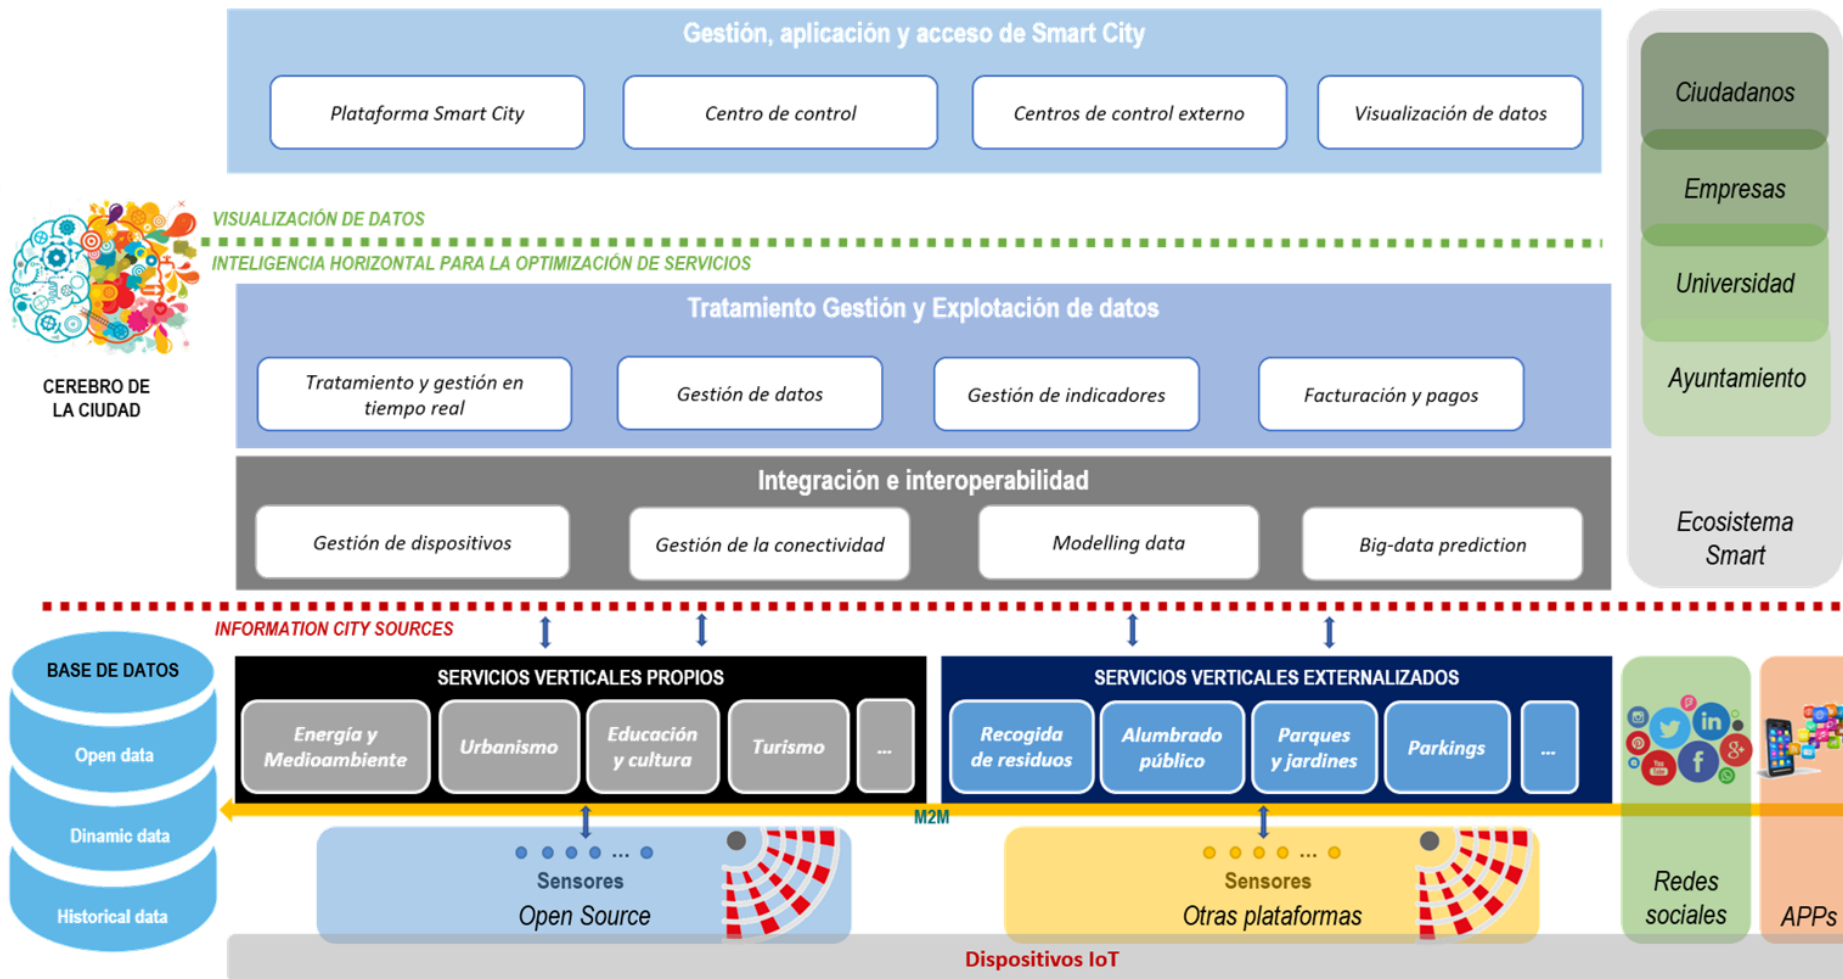 Gestión, aplicación y acceso de Smart City
Plataforma Smart City
Centro de control
Centros de control externo
Visualización de datos
VISUALIZACIÓN DE DATOS
INTELIGENCIA HORIZONTAL PARA LA OPTIMIZACIÓN DE SERVICIOS
CEREBRO DE
LA CIUDAD
Tratamiento Gestión y Explotación de datos
Tratamiento y gestión en
tiempo real
Gestión de datos
Gestión de indicadores
Facturación y pagos
Integración e interoperabilidad
Gestión de dispositivos
Gestión de la conectividad
Modelling data
Big-data prediction
Ciudadanos
Empresas
Universidad
Ayuntamiento
Ecosistema
Smart
INFORMATION CITY SOURCES
BASE DE DATOS
Open data
Dinamic data
Historical data
SERVICIOS VERTICALES PROPIOS
Energía y
Medioambiente
Urbanismo
Educación
y cultura
Turismo
...
SERVICIOS VERTICALES EXTERNALIZADOS
Recogida
de residuos
Alumbrado
público
Parques
y jardines
Parkings
...
M2M
...
Sensores
Open Source
...
Sensores
Otras plataformas
in
g+
You
Tube
f
Redes
sociales
APPs
Dispositivos IoT